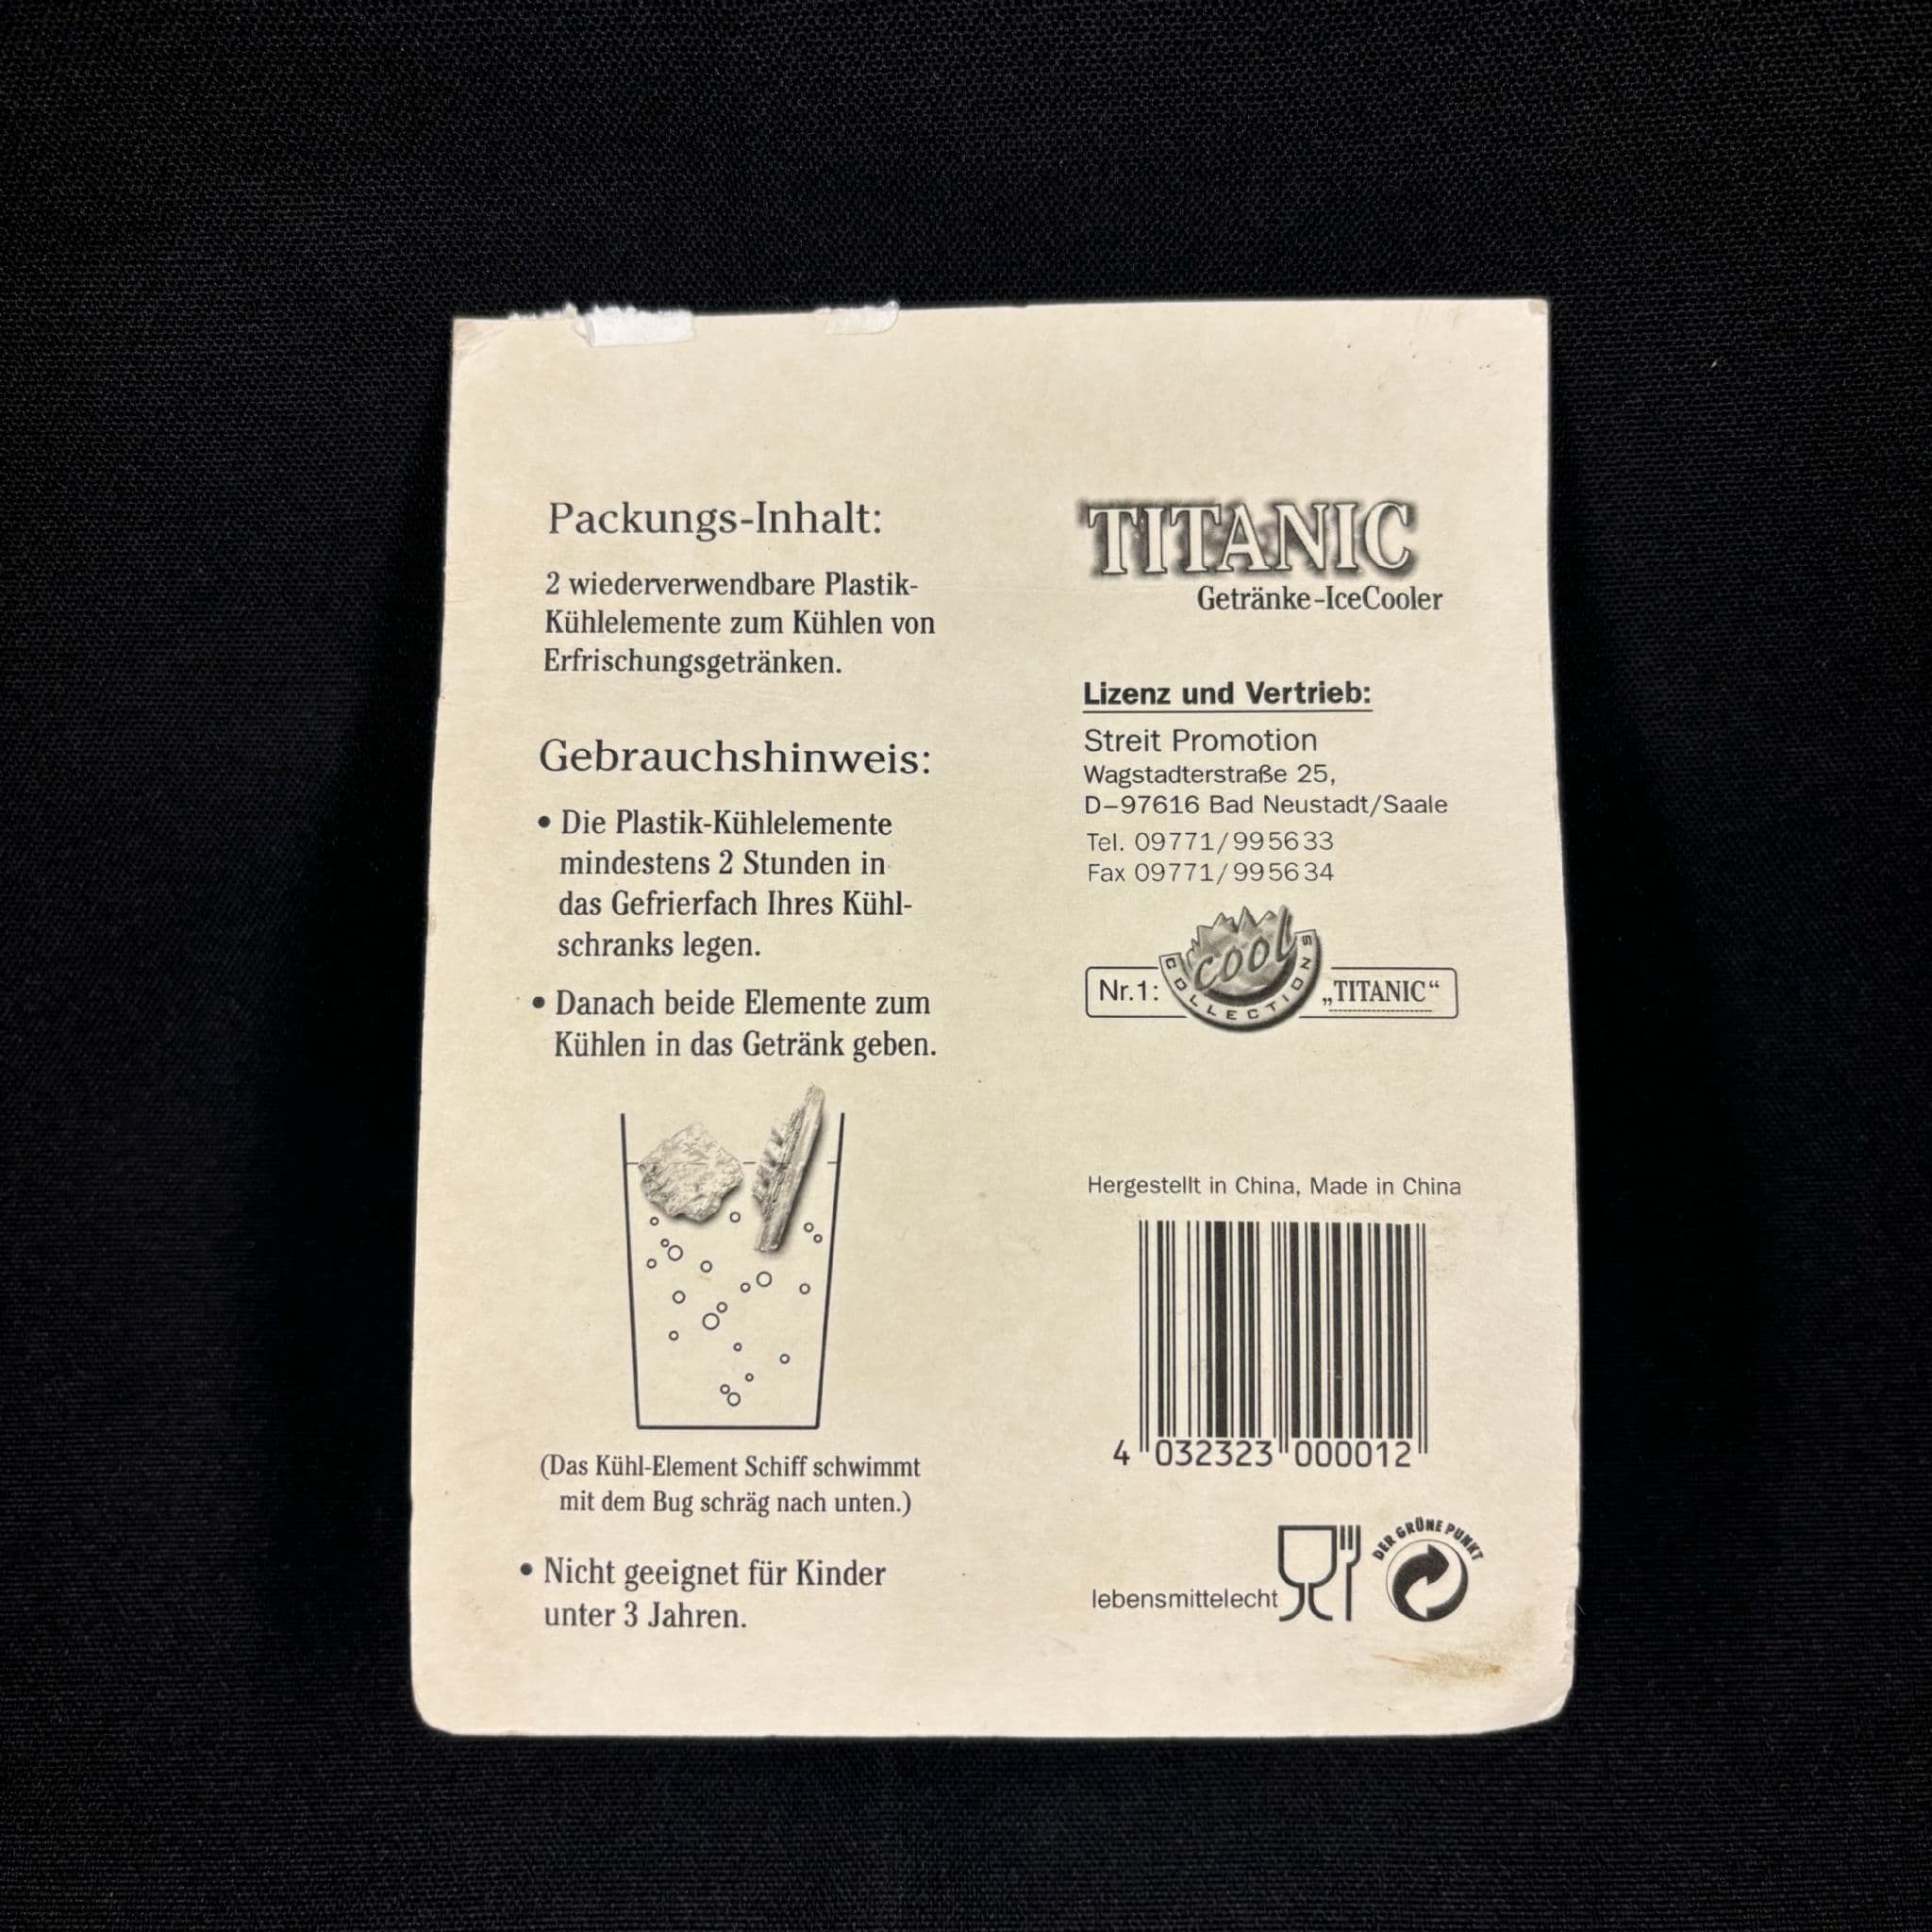 Packungs-Inhalt:
2 wiederverwendbare Plastik-
Kühlelemente zum Kühlen von
Erfrischungsgetränken.
Gebrauchshinweis:
• Die Plastik-Kühlelemente
mindestens 2 Stunden in
das Gefrierfach Ihres Kühl-
schranks legen.
• Danach beide Elemente zum
Kühlen in das Getränk geben.
(Das Kühl-Element Schiff schwimmt
mit dem Bug schräg nach unten.)
• Nicht geeignet für Kinder
unter 3 Jahren.
TITANIC
Getränke-IceCooler
Lizenz und Vertrieb:
Streit Promotion
Wagstadterstraße 25,
D–97616 Bad Neustadt/Saale
Tel. 09771/995633
Fax 09771/995634
Nr.1: COOL COLLECTIONS „TITANIC“
Hergestellt in China, Made in China
4 032323 000012
lebensmittelecht
DER GRÜNE PUNKT